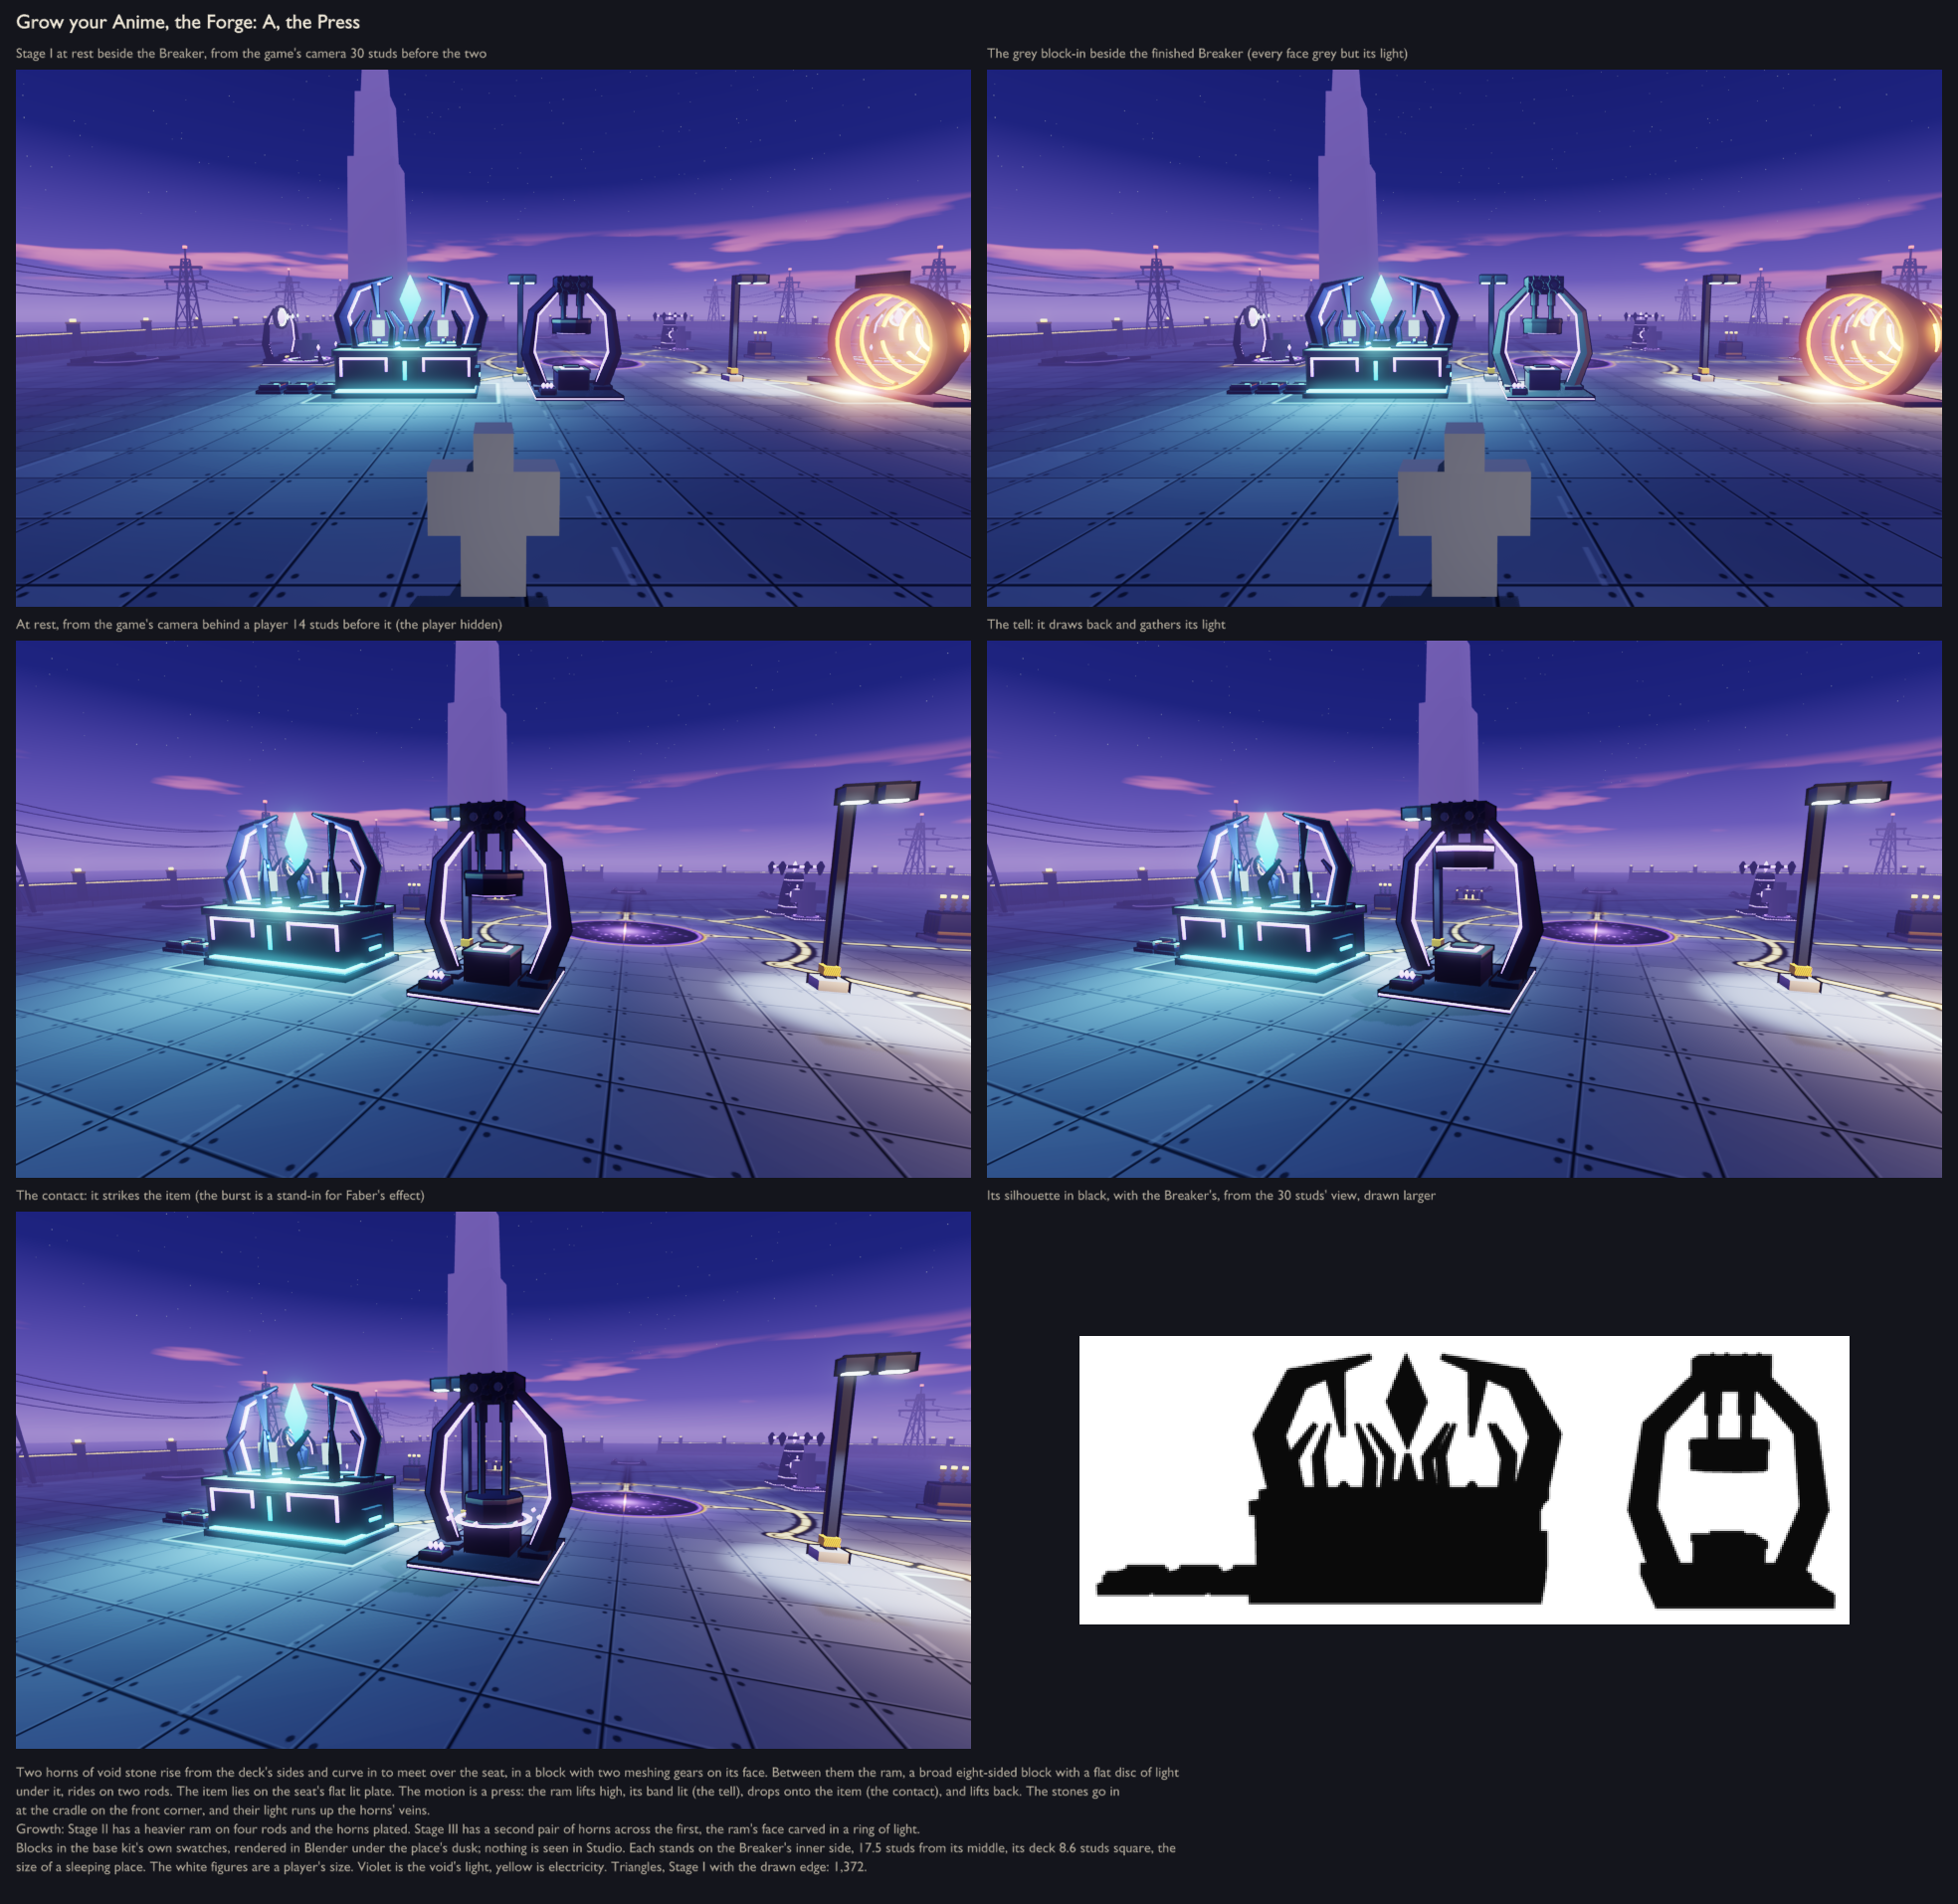 Grow your Anime, the Forge: A, the Press
Stage I at rest beside the Breaker, from the game's camera 30 studs before the two
The grey block-in beside the finished Breaker (every face grey but its light)
At rest, from the game's camera behind a player 14 studs before it (the player hidden)
The tell: it draws back and gathers its light
The contact: it strikes the item (the burst is a stand-in for Faber's effect)
Its silhouette in black, with the Breaker's, from the 30 studs' view, drawn larger
Two horns of void stone rise from the deck's sides and curve in to meet over the seat, in a block with two meshing gears on its face. Between them the ram, a broad eight-sided block with a flat disc of light
under it, rides on two rods. The item lies on the seat's flat lit plate. The motion is a press: the ram lifts high, its band lit (the tell), drops onto the item (the contact), and lifts back. The stones go in
at the cradle on the front corner, and their light runs up the horns' veins.
Growth: Stage II has a heavier ram on four rods and the horns plated. Stage III has a second pair of horns across the first, the ram's face carved in a ring of light.
Blocks in the base kit's own swatches, rendered in Blender under the place's dusk; nothing is seen in Studio. Each stands on the Breaker's inner side, 17.5 studs from its middle, its deck 8.6 studs square, the
size of a sleeping place. The white figures are a player's size. Violet is the void's light, yellow is electricity. Triangles, Stage I with the drawn edge: 1,372.